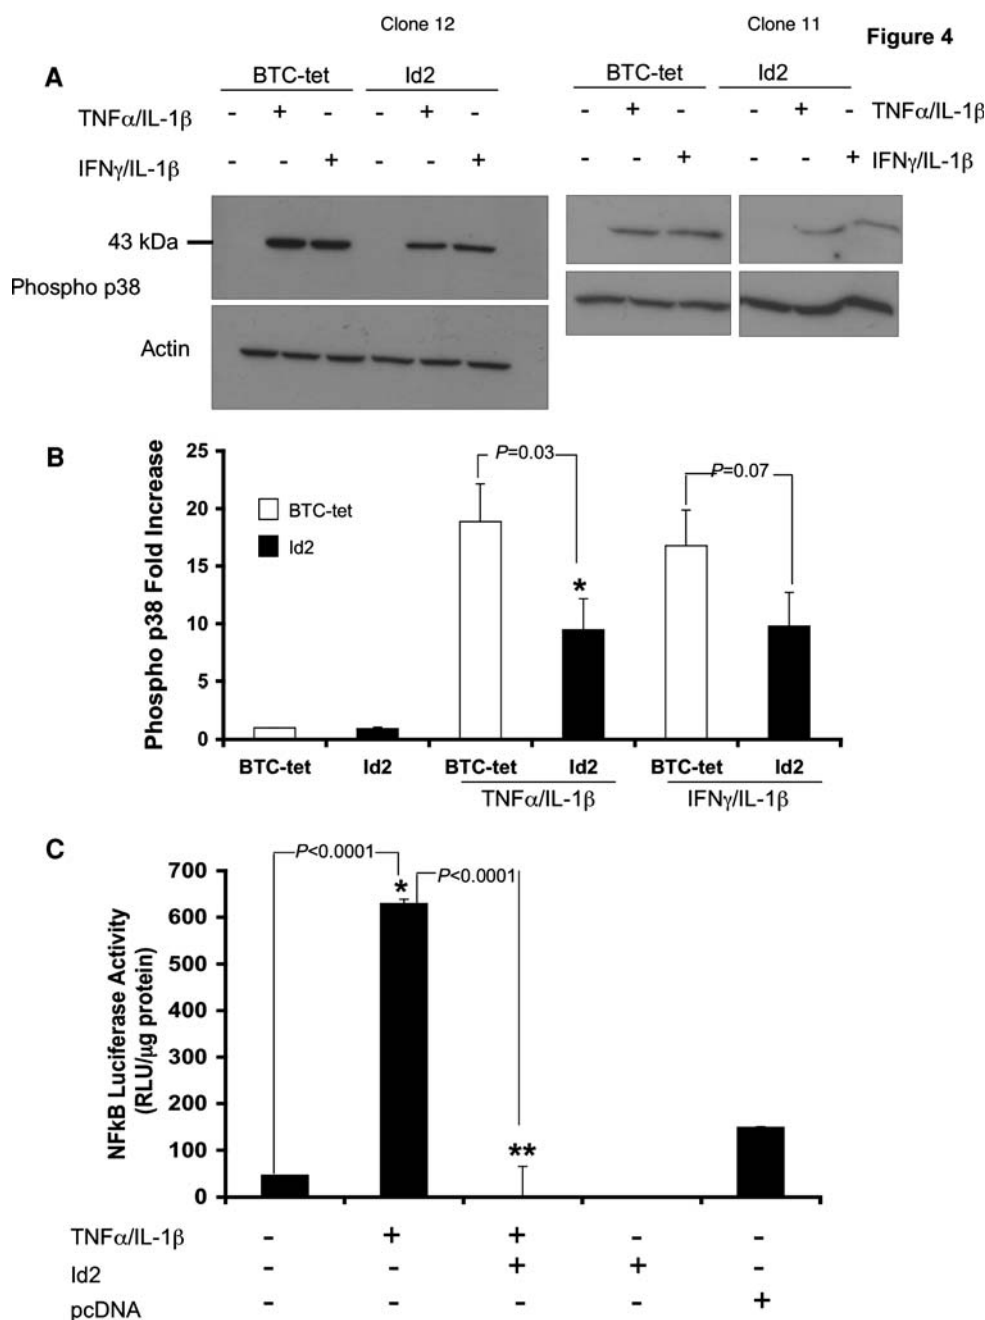 Clone 12 Clone 11 Figure 4
A BTC-tet Id2 BTC-tet Id2
TNFα/IL-1β - + - - + - - + - - + - TNFα/IL-1β
IFNγ/IL-1β - - + - - + - - + - - + IFNγ/IL-1β
43 kDa
Phospho p38
Actin
B
Phospho p38 Fold Increase
25
20
15
10
5
0
BTC-tet
Id2
P=0.03
P=0.07
*
BTC-tet Id2 BTC-tet Id2 BTC-tet Id2
TNFα/IL-1β IFNγ/IL-1β
C
NFkB Luciferase Activity
(RLU/μg protein)
700
600
500
400
300
200
100
0
P<0.0001
P<0.0001
*
**
TNFα/IL-1β - + + - -
Id2 - - + + -
pcDNA - - - - +